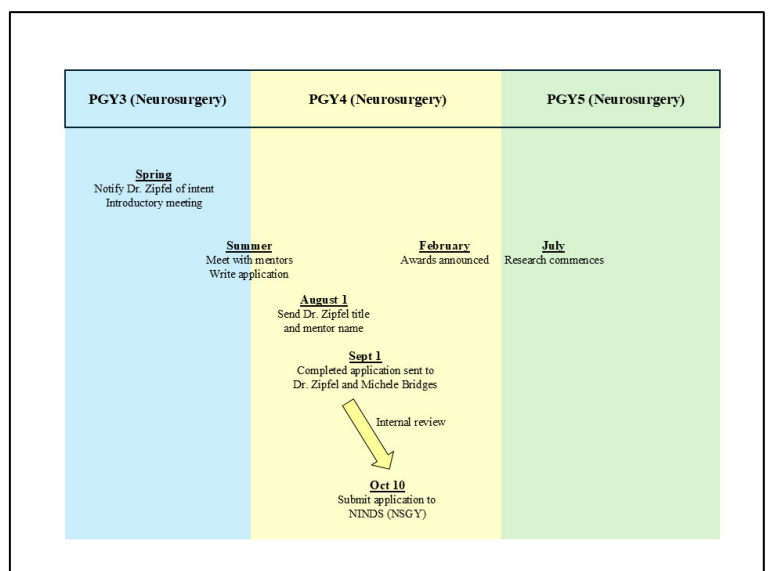 PGY3 (Neurosurgery)
PGY4 (Neurosurgery)
PGY5 (Neurosurgery)
Spring
Notify Dr. Zipfel of intent
Introductory meeting
Summer
Meet with mentors
Write application
February
Awards announced
July
Research commences
August 1
Send Dr. Zipfel title
and mentor name
Sept 1
Completed application sent to
Dr. Zipfel and Michele Bridges
Internal review
Oct 10
Submit application to
NINDS (NSGY)